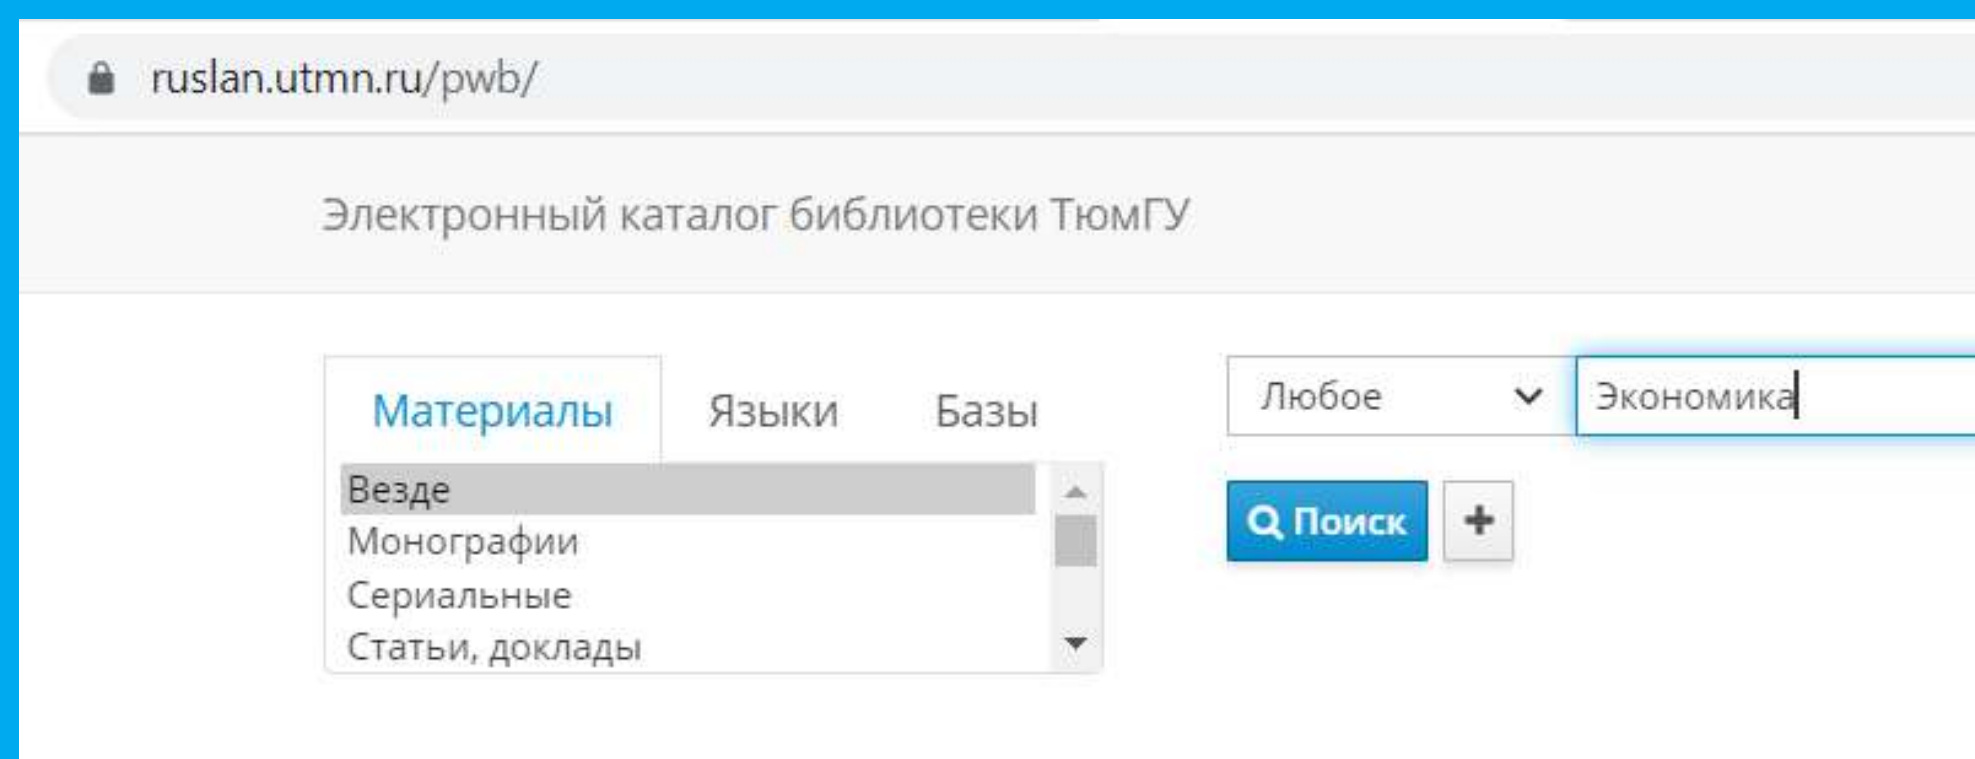 ruslan.utmn.ru/pwb/
Электронный каталог библиотеки ТюмГУ
Материалы Языки Базы
Любое Экономика
Везде
Монографии
Сериальные
Статьи, доклады
Поиск +